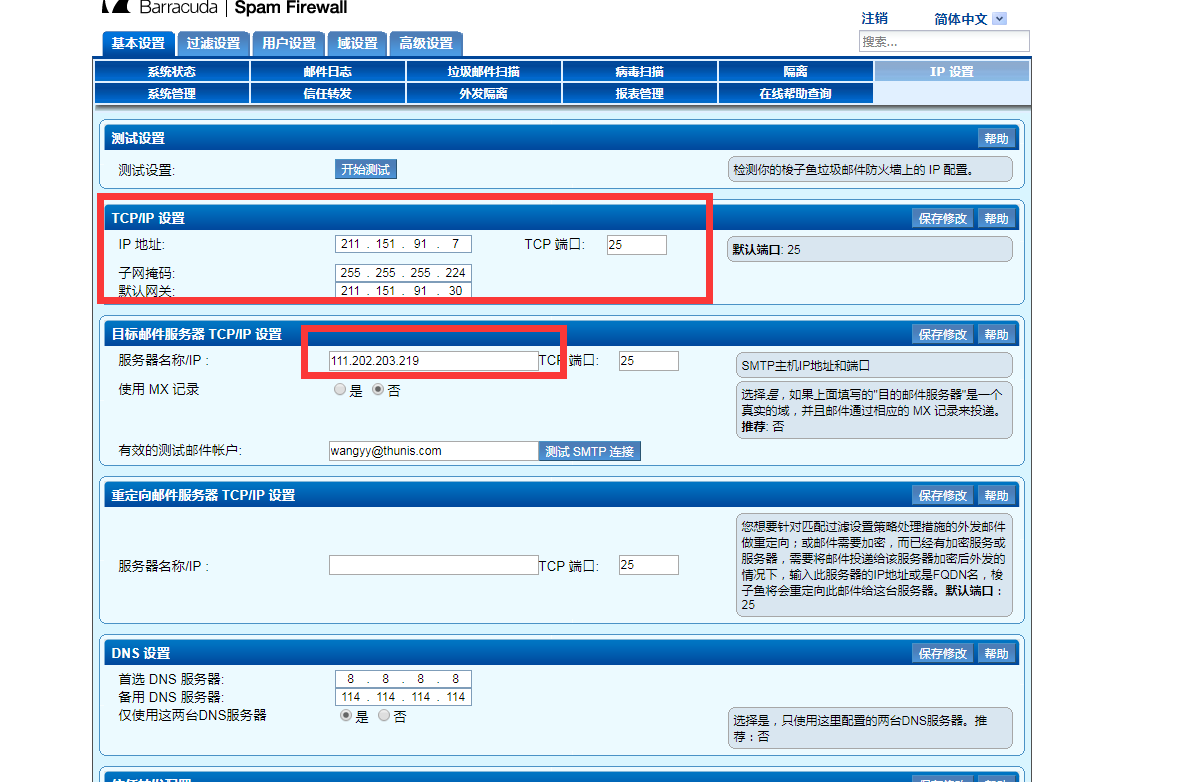 Barracuda | Spam Firewall
注销 简体中文
搜索...
基本设置 过滤设置 用户设置 域设置 高级设置
系统状态 邮件日志 垃圾邮件扫描 病毒扫描 隔离 IP 设置
系统管理 信任转发 外发隔离 报表管理 在线帮助查询
测试设置 帮助
测试设置: 开始测试 检测你的梭子鱼垃圾邮件防火墙上的 IP 配置。
TCP/IP 设置 保存修改 帮助
IP 地址: 211 . 151 . 91 . 7 TCP 端口: 25 默认端口: 25
子网掩码: 255 . 255 . 255 . 224
默认网关: 211 . 151 . 91 . 30
目标邮件服务器 TCP/IP 设置 保存修改 帮助
服务器名称/IP : 111.202.203.219 TCP 端口: 25 SMTP主机IP地址和端口
使用 MX 记录 是 否
选择是，如果上面填写的"目的邮件服务器"是一个
真实的域，并且邮件通过相应的 MX 记录来投递。
推荐: 否
有效的测试邮件帐户: wangyy@thunis.com 测试 SMTP 连接
重定向邮件服务器 TCP/IP 设置 保存修改 帮助
服务器名称/IP : TCP 端口: 25
您想要针对匹配过滤设置策略处理措施的外发邮件
做重定向；或邮件需要加密，而已经有加密服务或
服务器，需要将邮件投递给该服务器加密后外发的
情况下，输入此服务器的IP地址或是FQDN名，梭
子鱼将会重定向此邮件给这台服务器。默认端口：
25
DNS 设置 保存修改 帮助
首选 DNS 服务器: 8 . 8 . 8 . 8
备用 DNS 服务器: 114 . 114 . 114 . 114
仅使用这两台DNS服务器 是 否
选择是，只使用这里配置的两台DNS服务器。推
荐：否